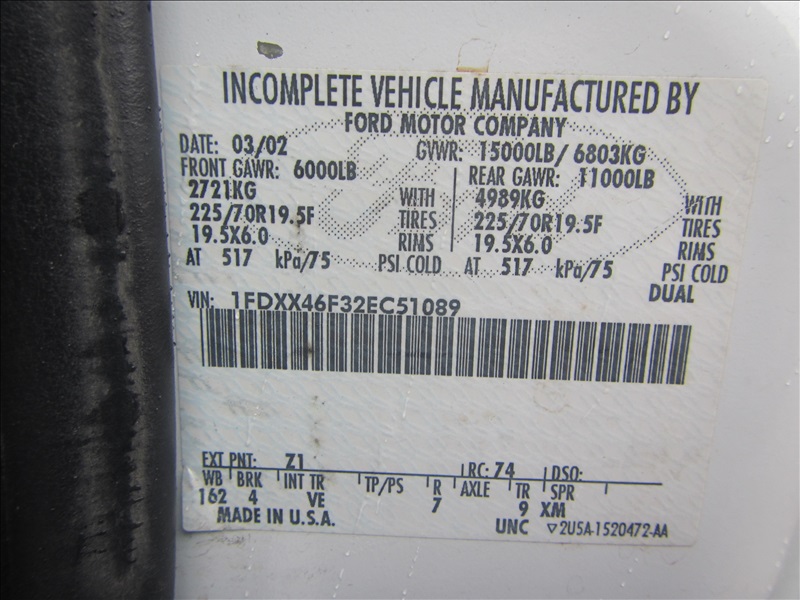 INCOMPLETE VEHICLE MANUFACTURED BY
FORD MOTOR COMPANY
DATE: 03/02 GVWR: 15000LB/ 6803KG
FRONT GAWR: 6000LB REAR GAWR: 11000LB
2721KG WITH 4989KG WITH
225/70R19.5F TIRES 225/70R19.5F TIRES
19.5X6.0 RIMS 19.5X6.0 RIMS
AT 517 kPa/75 PSI COLD AT 517 kPa/75 PSI COLD
DUAL
VIN: 1FDXX46F32EC51089
EXT PNT: Z1 RC: 74 DSO:
WB BRK INT TR TP/PS R AXLE TR SPR
162 4 VE 7 9 XM
MADE IN U.S.A. UNC ▽2U5A-1520472-AA